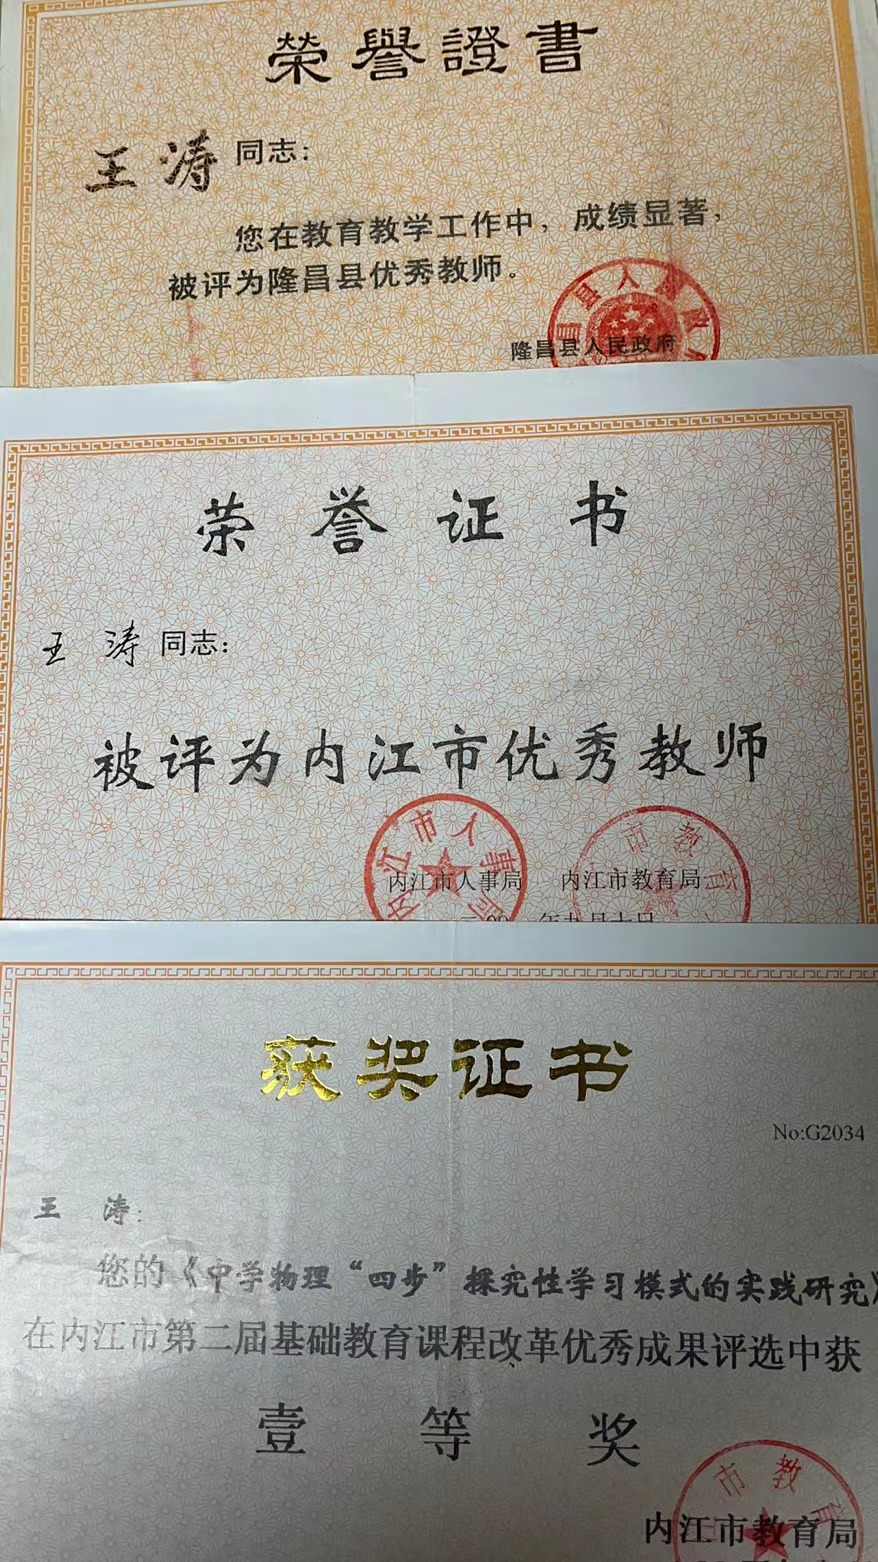 榮譽證書
王涛 同志：
您在教育教学工作中，成绩显著，
被评为隆昌县优秀教师。
隆昌县人民政府
荣誉证书
王涛 同志：
被评为内江市优秀教师
内江市人事局 内江市教育局
获奖证书
No:G2034
王涛：
您的《中学物理“四步”探究性学习模式的实践研究》
在内江市第二届基础教育课程改革优秀成果评选中获
壹等奖
内江市教育局